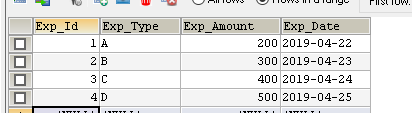 All rows Rows in a range First row:
Exp_Id Exp_Type Exp_Amount Exp_Date
1 A 200 2019-04-22
2 B 300 2019-04-23
3 C 400 2019-04-24
4 D 500 2019-04-25